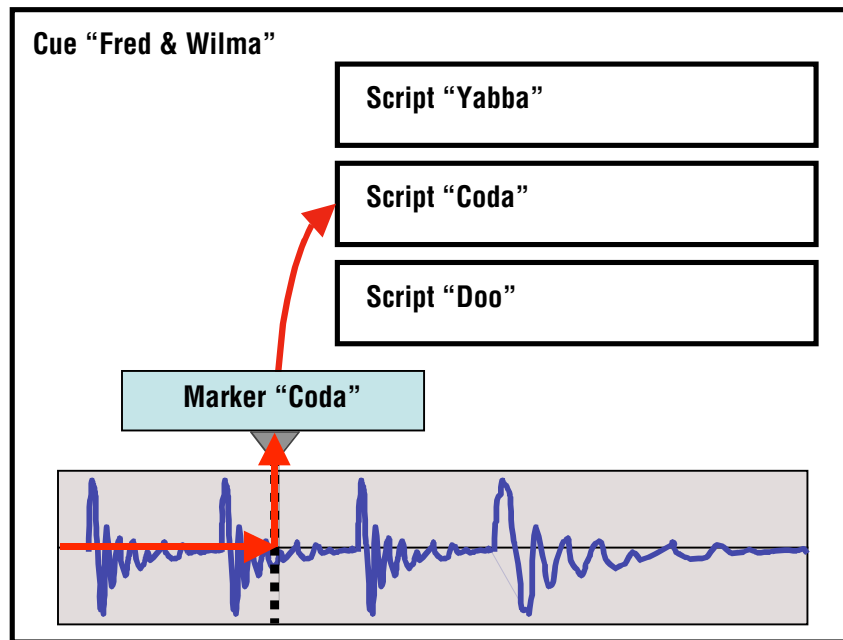 Cue “Fred & Wilma”
Script “Yabba”
Script “Coda”
Script “Doo”
Marker “Coda”